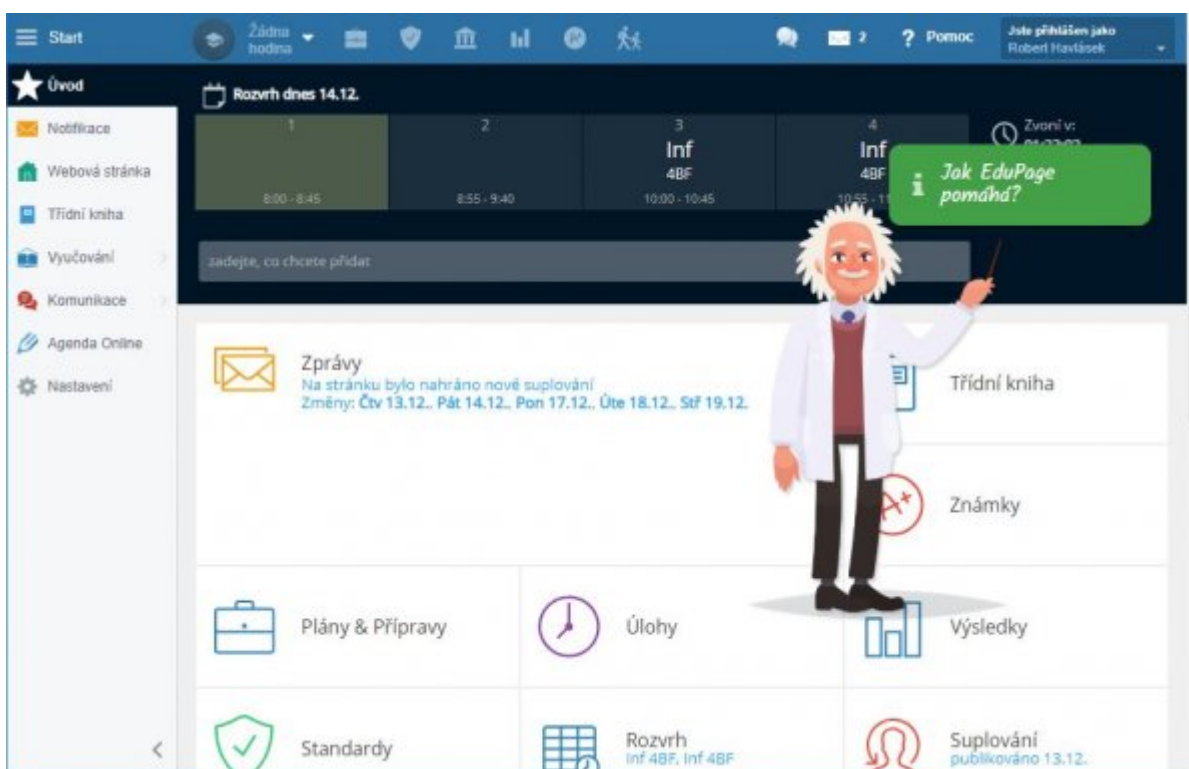 Start
Žádná
hodina
2
? Pomoc
Jste přihlášen jako
Robert Havlásek
Úvod
Rozvrh dnes 14.12.
Notifikace
Webová stránka
Třídní kniha
Vyučování
Komunikace
Agenda Online
Nastavení
1
8:00 - 8:45
2
8:55 - 9:40
3
Inf
4BF
10:00 - 10:45
4
Inf
4BF
10:55 -
Zvoní v:
Jak EduPage
pomáhá?
zadejte, co chcete přidat
Zprávy
Na stránku bylo nahráno nové suplování
Změny: Čtv 13.12., Pát 14.12., Pon 17.12., Úte 18.12., Stř 19.12.
Třídní kniha
A+
Známky
Plány & Přípravy
Úlohy
Výsledky
Standardy
Rozvrh
Inf 4BF, Inf 4BF
Suplování
publikováno 13.12.